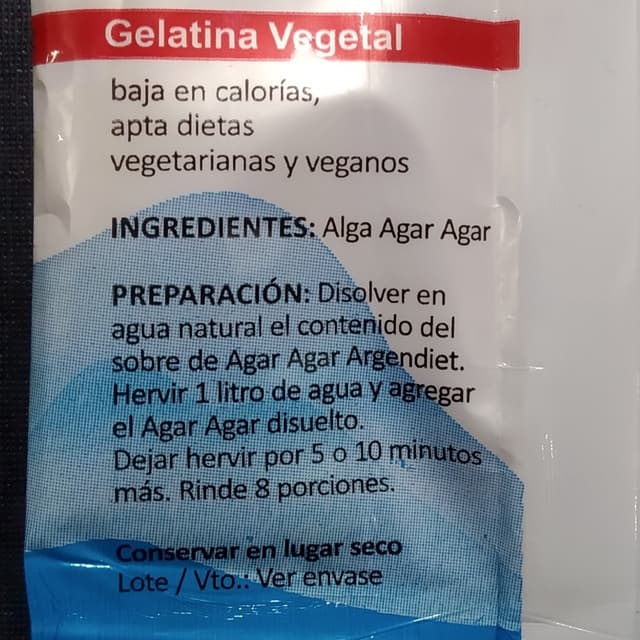 Gelatina Vegetal
baja en calorías,
apta dietas
vegetarianas y veganos
INGREDIENTES: Alga Agar Agar
PREPARACIÓN: Disolver en
agua natural el contenido del
sobre de Agar Agar Argendiet.
Hervir 1 litro de agua y agregar
el Agar Agar disuelto.
Dejar hervir por 5 o 10 minutos
más. Rinde 8 porciones.
Conservar en lugar seco
Lote / Vto.: Ver envase